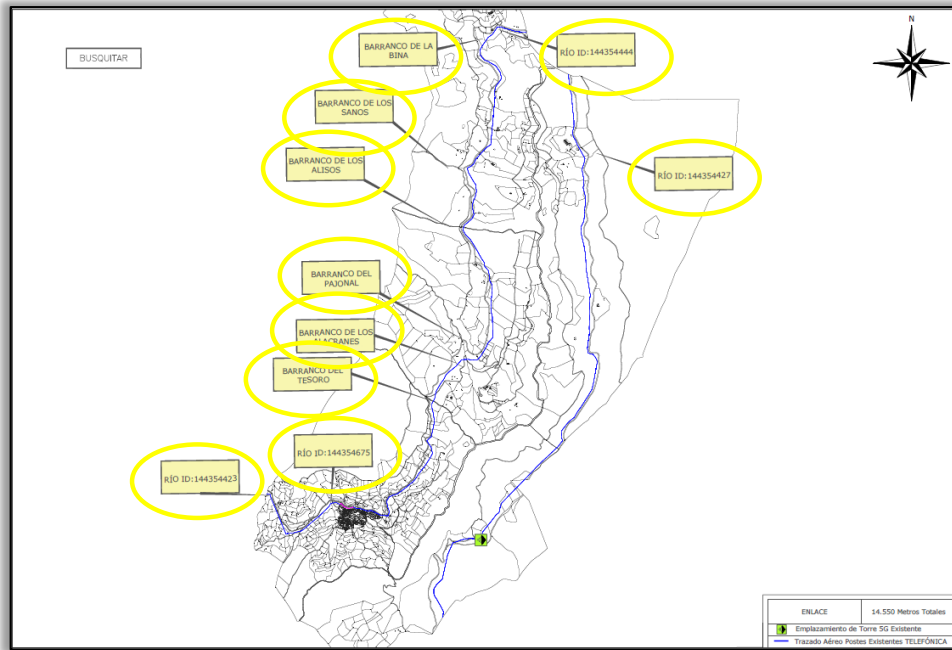 N
BUSQUITAR
BARRANCO DE LA
BINA
RÍO ID:144354444
BARRANCO DE LOS
SANOS
BARRANCO DE LOS
ALISOS
RÍO ID:144354427
BARRANCO DEL
PAJONAL
BARRANCO DE LOS
ALACRANES
BARRANCO DEL
TESORO
RÍO ID:144354675
RÍO ID:144354423
ENLACE
14.550 Metros Totales
Emplazamiento de Torre 5G Existente
Trazado Aéreo Postes Existentes TELEFÓNICA